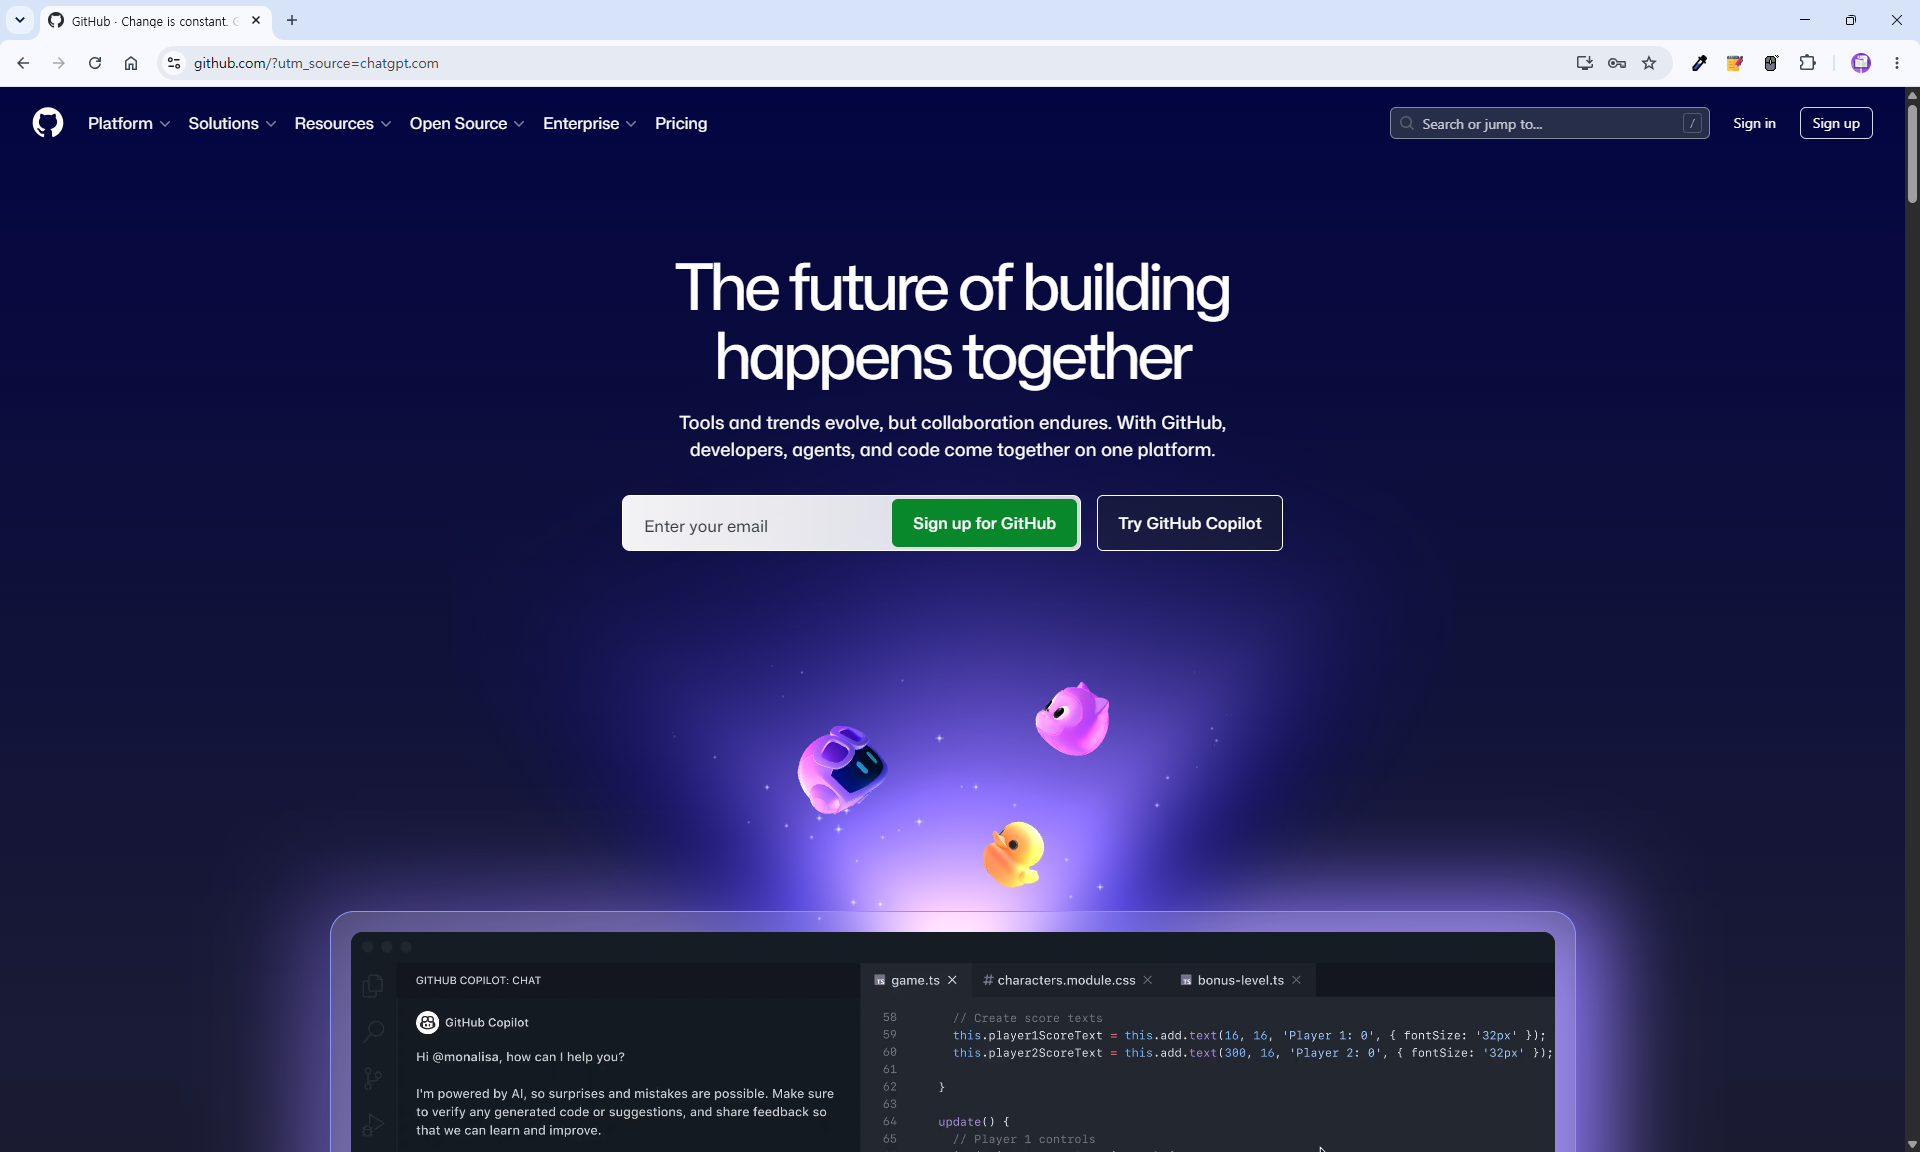 GitHub · Change is constant.
github.com/?utm_source=chatgpt.com
Platform Solutions Resources Open Source Enterprise Pricing
Search or jump to... /
Sign in
Sign up
The future of building
happens together
Tools and trends evolve, but collaboration endures. With GitHub,
developers, agents, and code come together on one platform.
Enter your email
Sign up for GitHub
Try GitHub Copilot
GITHUB COPILOT: CHAT
GitHub Copilot
Hi @monalisa, how can I help you?
I'm powered by AI, so surprises and mistakes are possible. Make sure
to verify any generated code or suggestions, and share feedback so
that we can learn and improve.
TS game.ts
# characters.module.css
TS bonus-level.ts
58 // Create score texts
59 this.player1ScoreText = this.add.text(16, 16, 'Player 1: 0', { fontSize: '32px' });
60 this.player2ScoreText = this.add.text(300, 16, 'Player 2: 0', { fontSize: '32px' });
61
62 }
63
64 update() {
65 // Player 1 controls